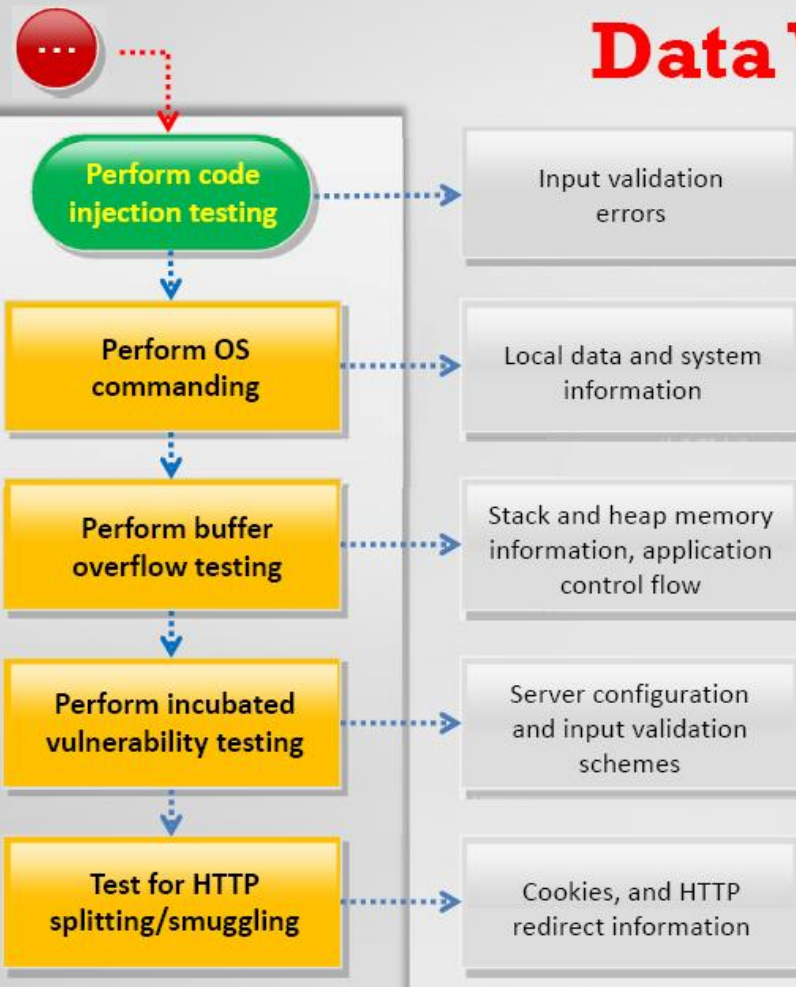 ...
Data
Perform code
injection testing
Input validation
errors
Perform OS
commanding
Local data and system
information
Perform buffer
overflow testing
Stack and heap memory
information, application
control flow
Perform incubated
vulnerability testing
Server configuration
and input validation
schemes
Test for HTTP
splitting/smuggling
Cookies, and HTTP
redirect information